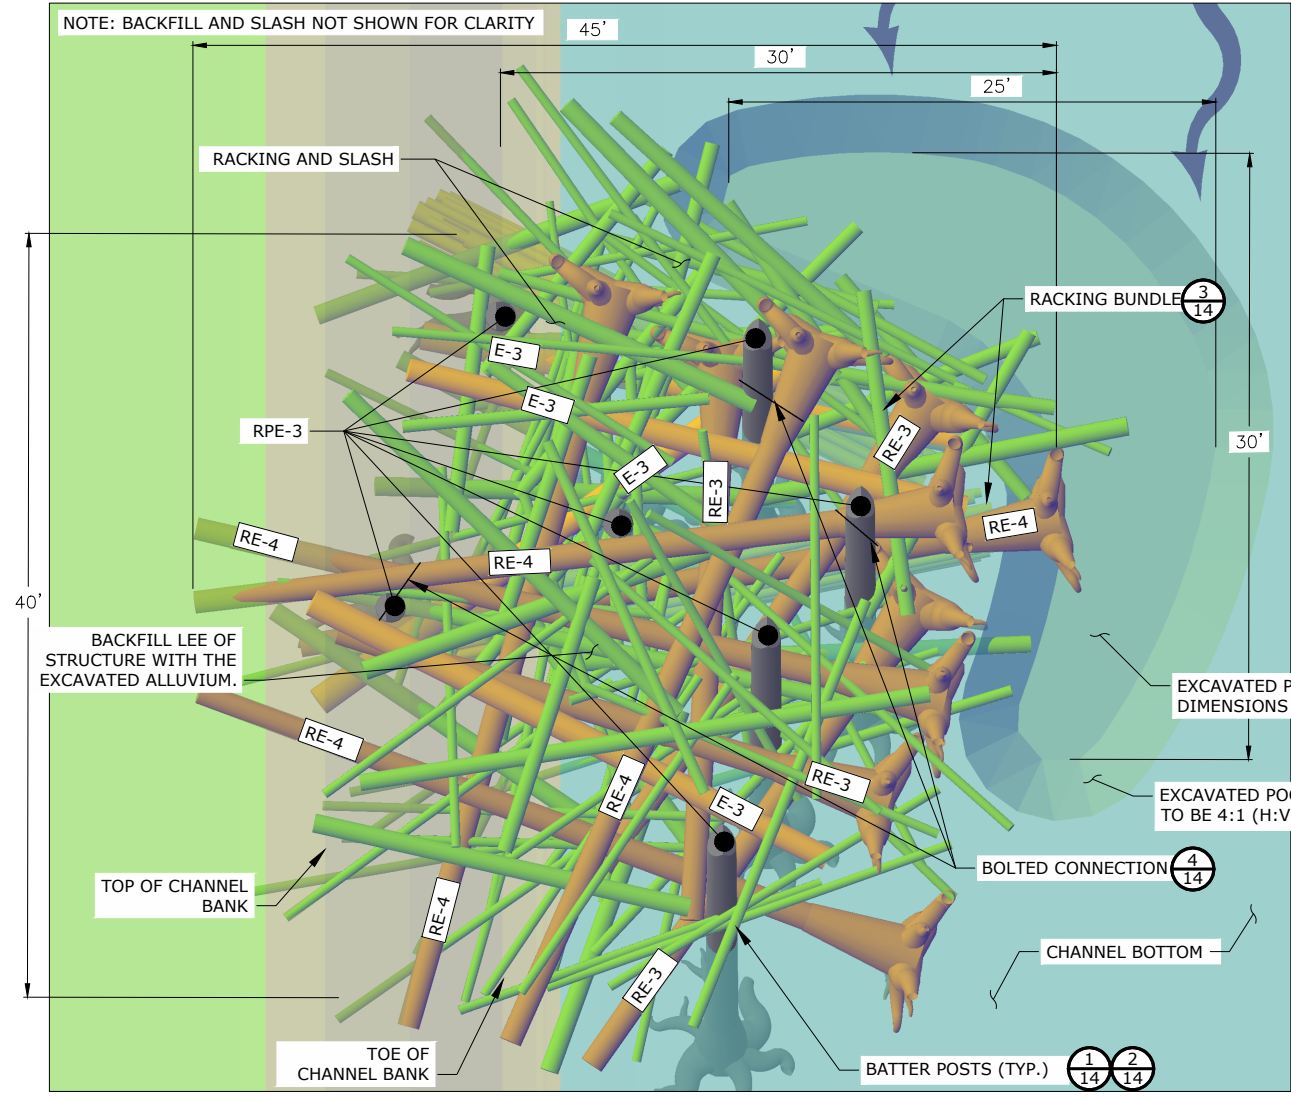 NOTE: BACKFILL AND SLASH NOT SHOWN FOR CLARITY
45'
30'
25'
RACKING AND SLASH
RACKING BUNDLE
3
14
E-3
E-3
RPE-3
E-3
RE-3
RE-3
30'
RE-4
RE-4
RE-4
40'
BACKFILL LEE OF
STRUCTURE WITH THE
EXCAVATED ALLUVIUM.
EXCAVATED P
DIMENSIONS
RE-4
RE-3
RE-4
E-3
EXCAVATED POO
TO BE 4:1 (H:V
BOLTED CONNECTION
4
14
TOP OF CHANNEL
BANK
RE-4
CHANNEL BOTTOM
RE-3
TOE OF
CHANNEL BANK
BATTER POSTS (TYP.)
1
14
2
14